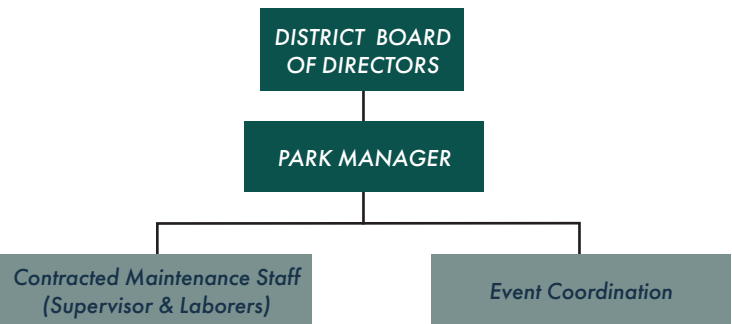 DISTRICT BOARD
OF DIRECTORS
PARK MANAGER
Contracted Maintenance Staff
(Supervisor & Laborers)
Event Coordination